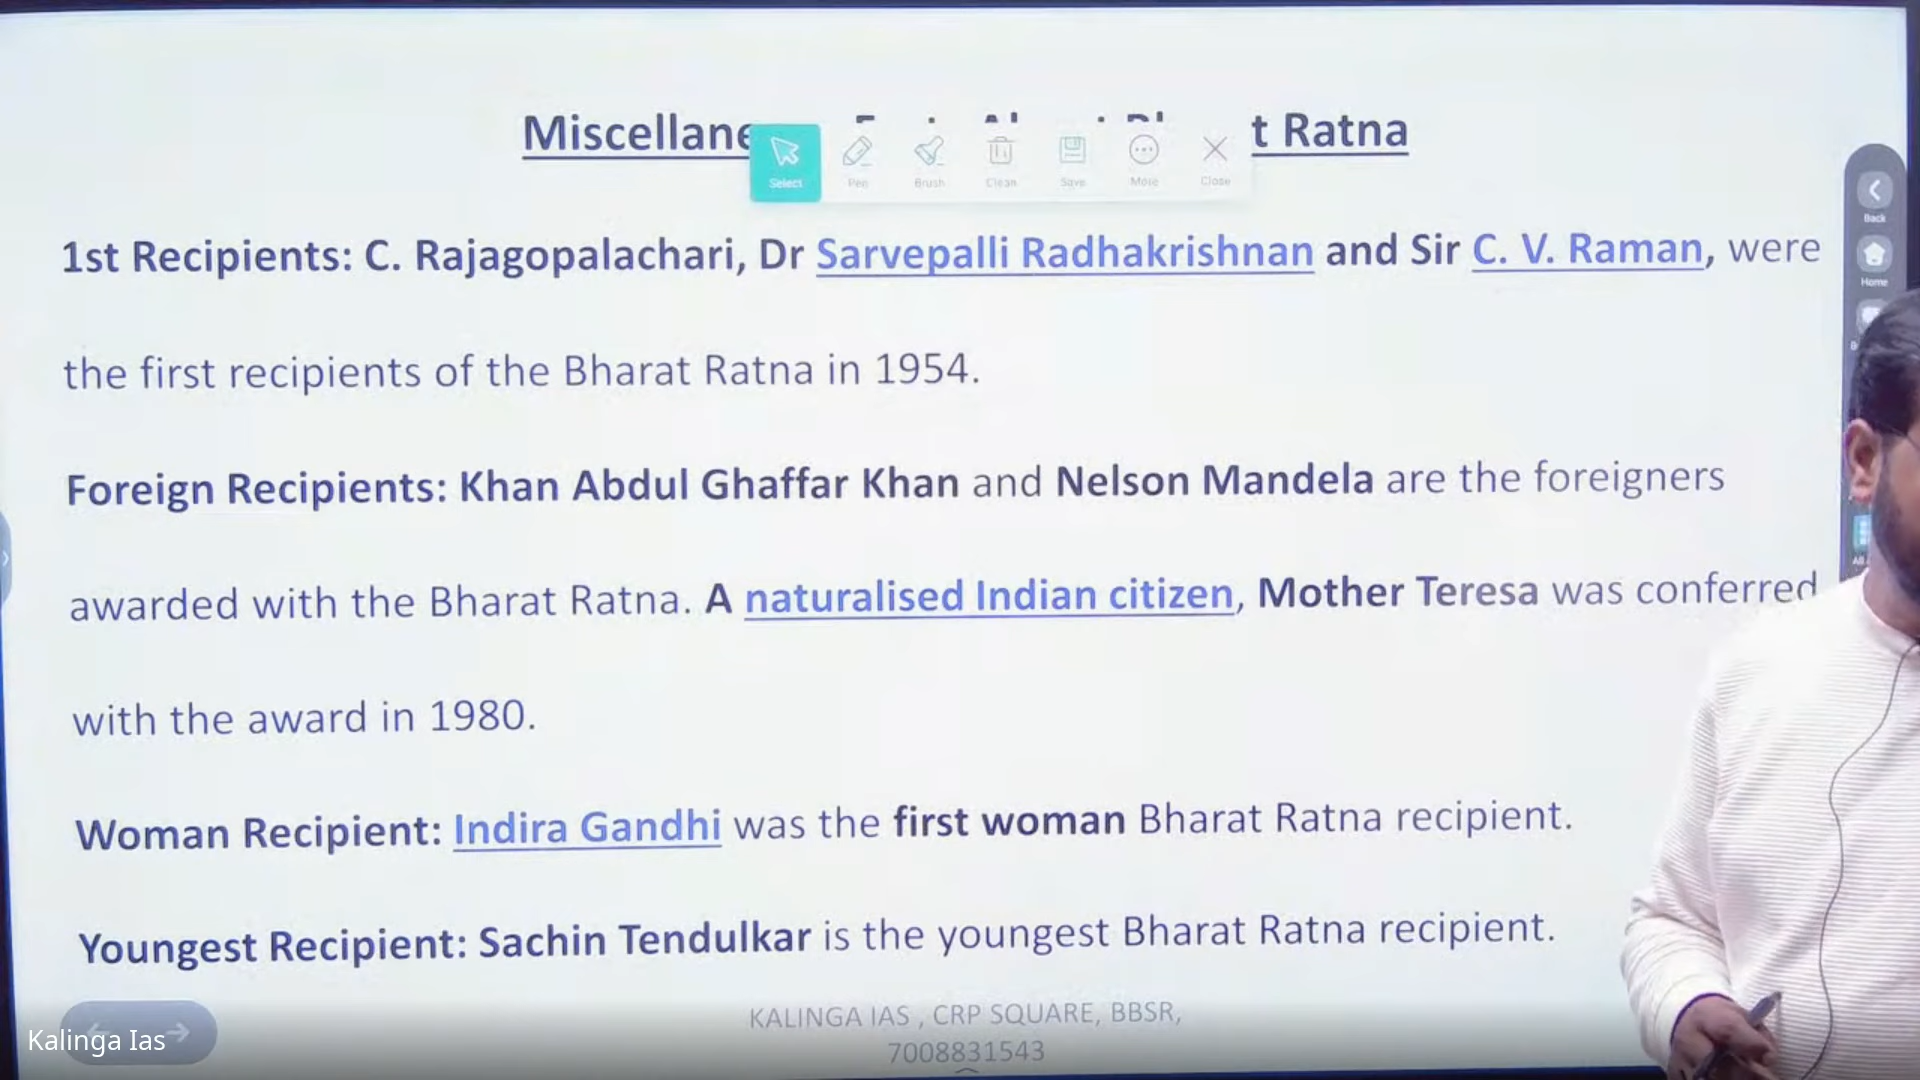 Miscellane t Ratna
Select Pen Brush Clean Save More Close
Back
1st Recipients: C. Rajagopalachari, Dr Sarvepalli Radhakrishnan and Sir C. V. Raman, were
Home
the first recipients of the Bharat Ratna in 1954.
Foreign Recipients: Khan Abdul Ghaffar Khan and Nelson Mandela are the foreigners
awarded with the Bharat Ratna. A naturalised Indian citizen, Mother Teresa was conferred
with the award in 1980.
Woman Recipient: Indira Gandhi was the first woman Bharat Ratna recipient.
Youngest Recipient: Sachin Tendulkar is the youngest Bharat Ratna recipient.
KALINGA IAS , CRP SQUARE, BBSR,
Kalinga Ias
7008831543